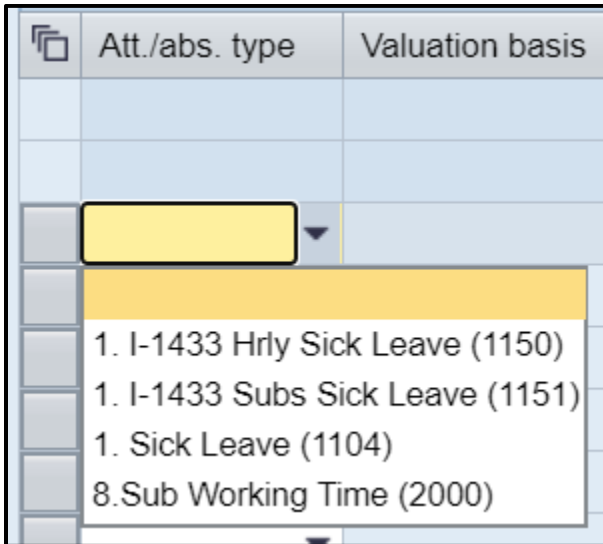 Att./abs. type Valuation basis
1. I-1433 Hrly Sick Leave (1150)
1. I-1433 Subs Sick Leave (1151)
1. Sick Leave (1104)
8.Sub Working Time (2000)